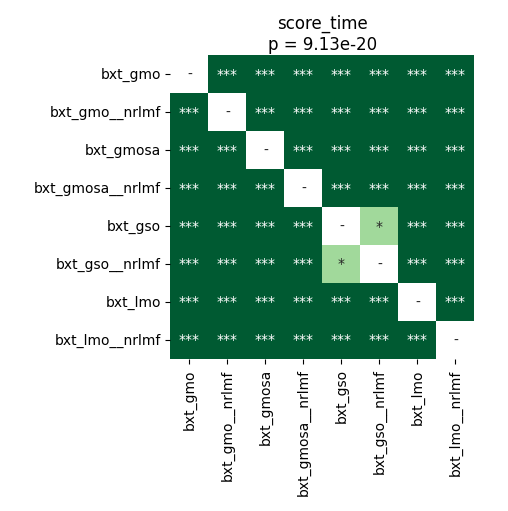 score_time
p = 9.13e-20
bxt_gmo - *** *** *** *** *** *** ***
bxt_gmo__nrlmf *** - *** *** *** *** *** ***
bxt_gmosa *** *** - *** *** *** *** ***
bxt_gmosa__nrlmf *** *** *** - *** *** *** ***
bxt_gso *** *** *** *** - * *** ***
bxt_gso__nrlmf *** *** *** *** * - *** ***
bxt_lmo *** *** *** *** *** *** - ***
bxt_lmo__nrlmf *** *** *** *** *** *** *** -
bxt_gmo
bxt_gmo__nrlmf
bxt_gmosa
bxt_gmosa__nrlmf
bxt_gso
bxt_gso__nrlmf
bxt_lmo
bxt_lmo__nrlmf